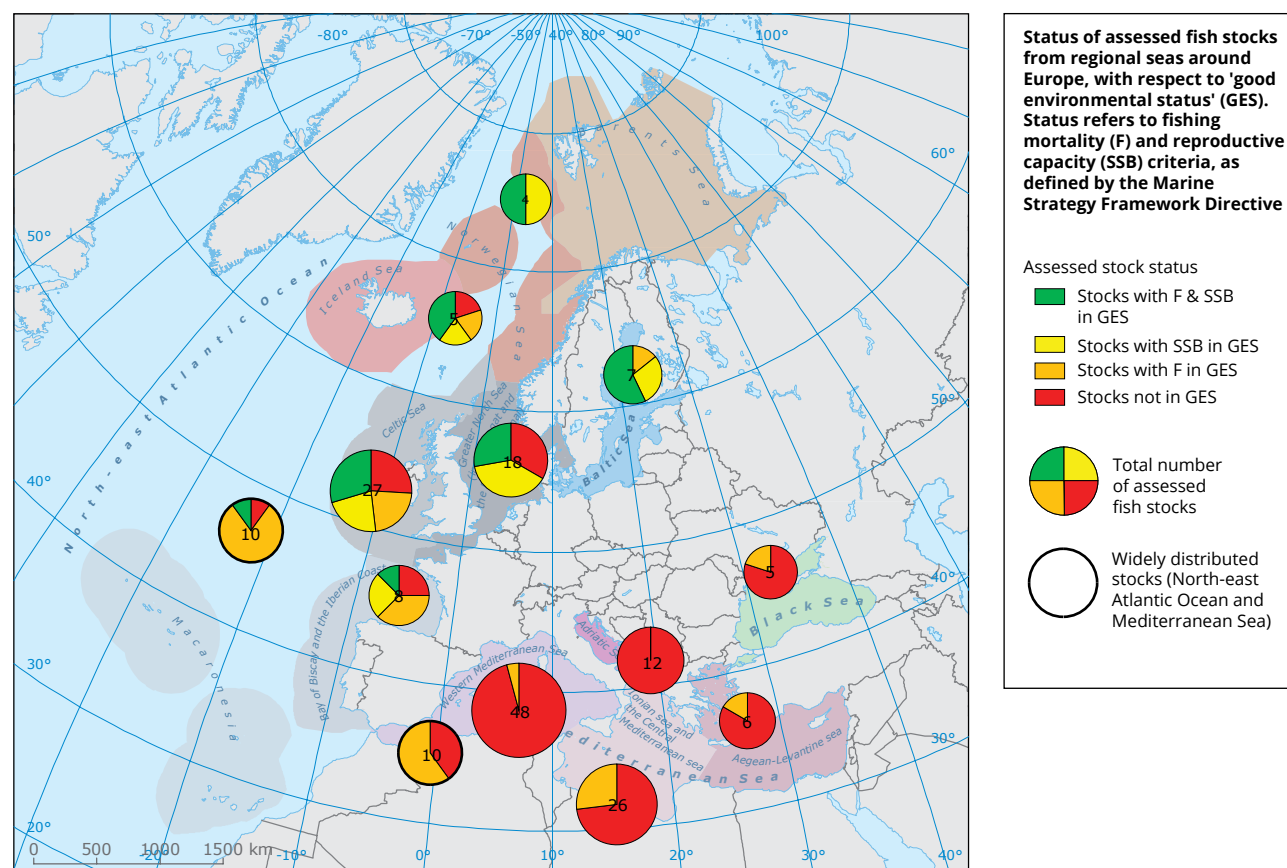 -80°
-50°
40°
80°
90°
100°
60°
50°
40°
30°
20°
50°
40°
30°
-20°
-10°
0°
10°
20°
30°
40°
Barents Sea
Norwegian Sea
Iceland Sea
North-east Atlantic Ocean
Celtic Sea
Greater North Sea
Baltic Sea
Bay of Biscay and the Iberian Coast
Macaronesia
Black Sea
Adriatic
Western Mediterranean Sea
Ionian sea and
the Central
Mediterranean sea
Aegean-Levantine sea
editerranean Sea
4
5
7
18
27
10
8
5
12
48
6
10
26
0 500 1000 1500 km
Status of assessed fish stocks
from regional seas around
Europe, with respect to 'good
environmental status' (GES).
Status refers to fishing
mortality (F) and reproductive
capacity (SSB) criteria, as
defined by the Marine
Strategy Framework Directive
Assessed stock status
Stocks with F & SSB
in GES
Stocks with SSB in GES
Stocks with F in GES
Stocks not in GES
Total number
of assessed
fish stocks
Widely distributed
stocks (North-east
Atlantic Ocean and
Mediterranean Sea)